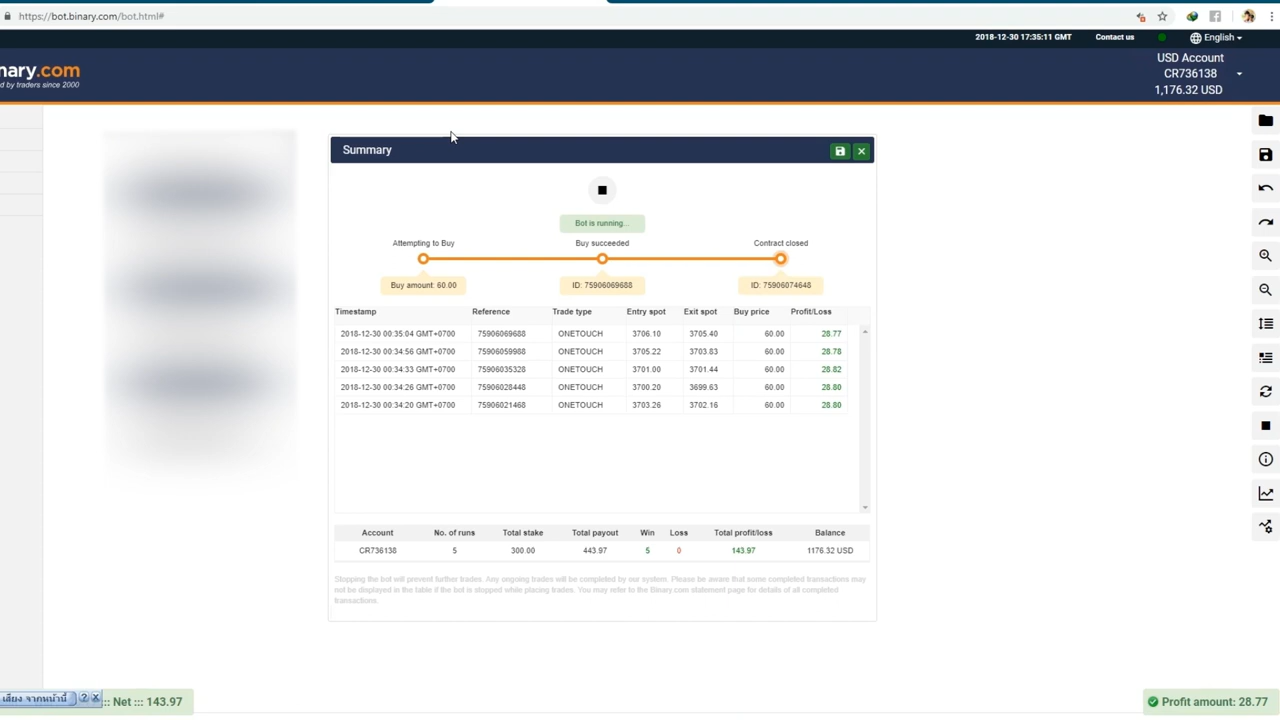 https://bot.binary.com/bot.html#
2018-12-30 17:35:11 GMT Contact us English
nary.com
d by traders since 2000
USD Account
CR736138
1,176.32 USD
Summary
Bot is running...
Attempting to Buy Buy succeeded Contract closed
Buy amount: 60.00 ID: 75906069688 ID: 75906074648
Timestamp Reference Trade type Entry spot Exit spot Buy price Profit/Loss
2018-12-30 00:35:04 GMT+0700 75906069688 ONETOUCH 3706.10 3705.40 60.00 28.77
2018-12-30 00:34:56 GMT+0700 75906059988 ONETOUCH 3705.22 3703.83 60.00 28.78
2018-12-30 00:34:33 GMT+0700 75906035328 ONETOUCH 3701.00 3701.44 60.00 28.82
2018-12-30 00:34:26 GMT+0700 75906028448 ONETOUCH 3700.20 3699.63 60.00 28.80
2018-12-30 00:34:20 GMT+0700 75906021468 ONETOUCH 3703.26 3702.16 60.00 28.80
Account No. of runs Total stake Total payout Win Loss Total profit/loss Balance
CR736138 5 300.00 443.97 5 0 143.97 1176.32 USD
Stopping the bot will prevent further trades. Any ongoing trades will be completed by our system. Please be aware that some completed transactions may
not be displayed in the table if the bot is stopped while placing trades. You may refer to the Binary.com statement page for details of all completed
transactions.
เสียง จากหน้านี้ ? x :: Net ::: 143.97
Profit amount: 28.77